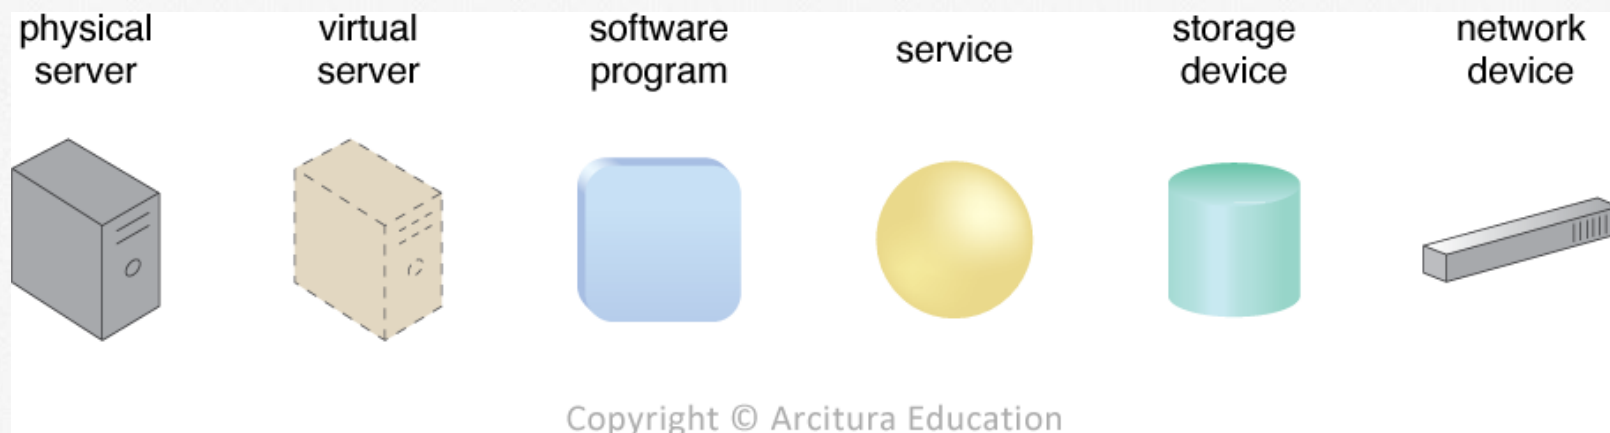 physical
server
virtual
server
software
program
service
storage
device
network
device
Copyright © Arcitura Education